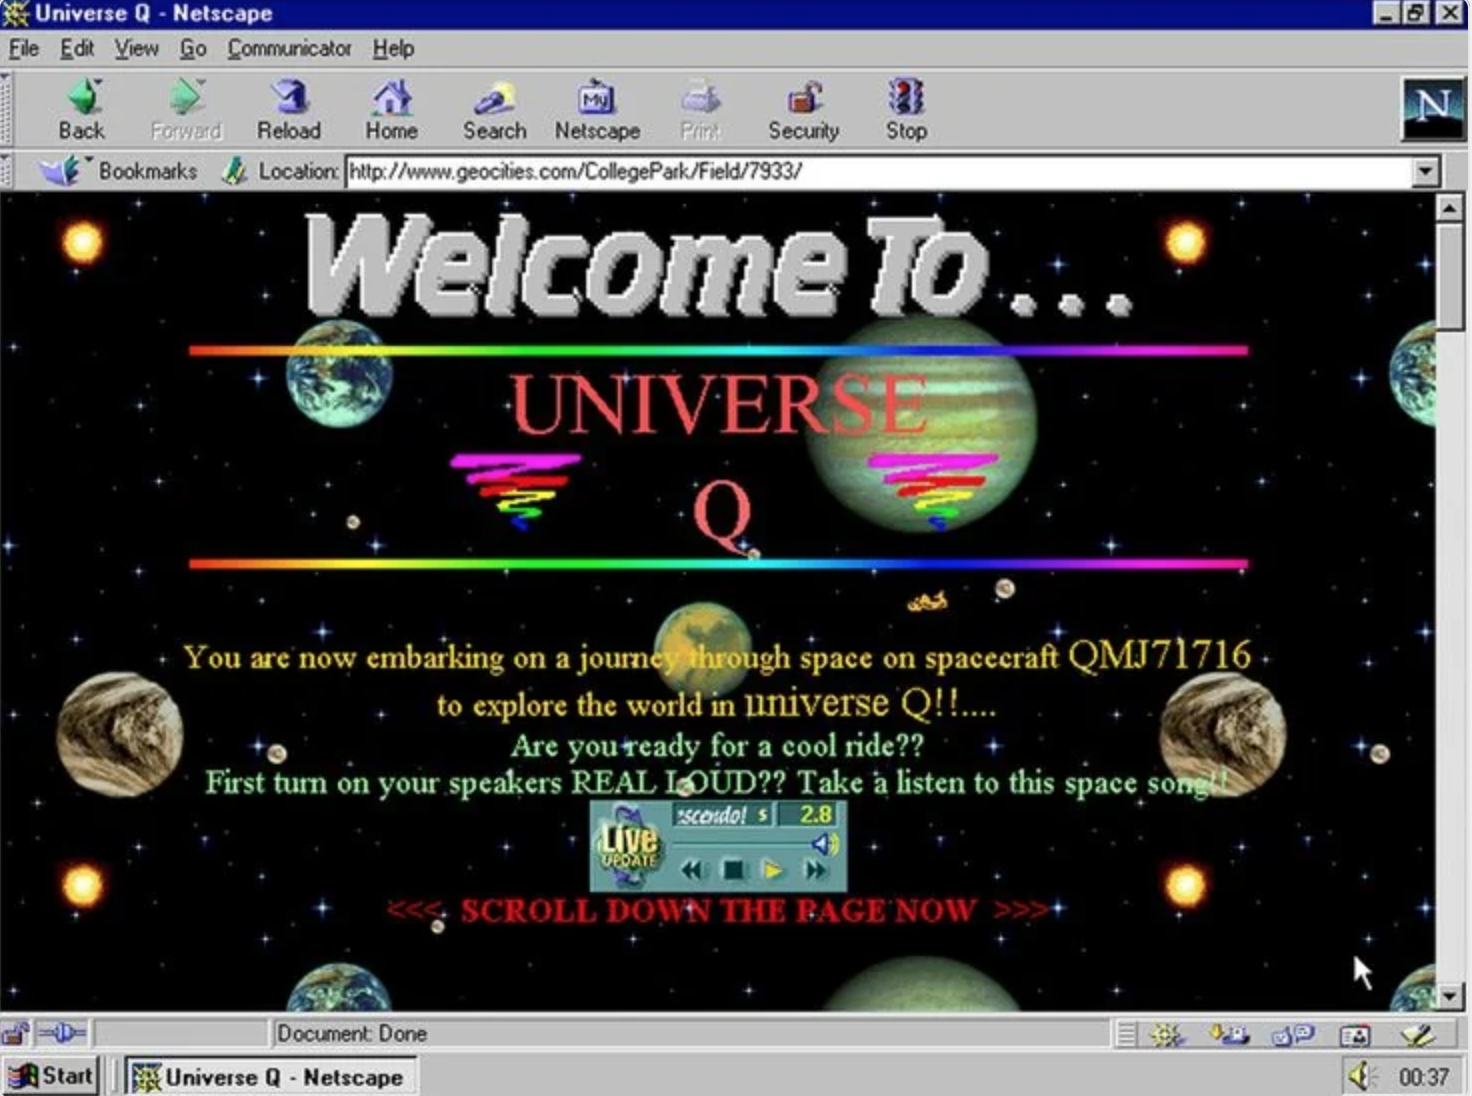 Universe Q - Netscape
File Edit View Go Communicator Help
Back Forward Reload Home Search Netscape Print Security Stop
My
N
Bookmarks Location: http://www.geocities.com/CollegePark/Field/7933/
Welcome To...
UNIVERSE
Q
You are now embarking on a journey through space on spacecraft QMJ71716
to explore the world in universe Q!!....
Are you ready for a cool ride??
First turn on your speakers REAL LOUD?? Take a listen to this space song!!
scendo! s 2.8
Live
UPDATE
<<< SCROLL DOWN THE PAGE NOW >>>
Document: Done
Start Universe Q - Netscape 00:37